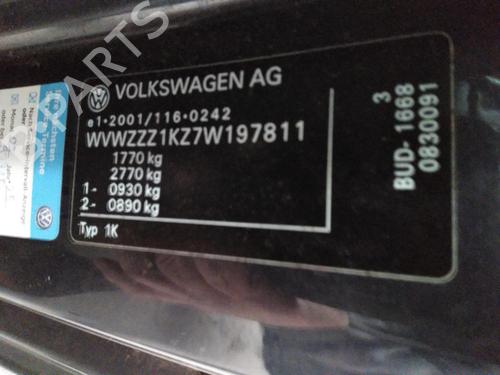 VOLKSWAGEN AG
e1*2001/116*0242
WVWZZZ1KZ7W197811
1770 kg
2770 kg
1- 0930 kg
2- 0890 kg
Typ 1K
3
BUD- 1668
0830091
PARTS